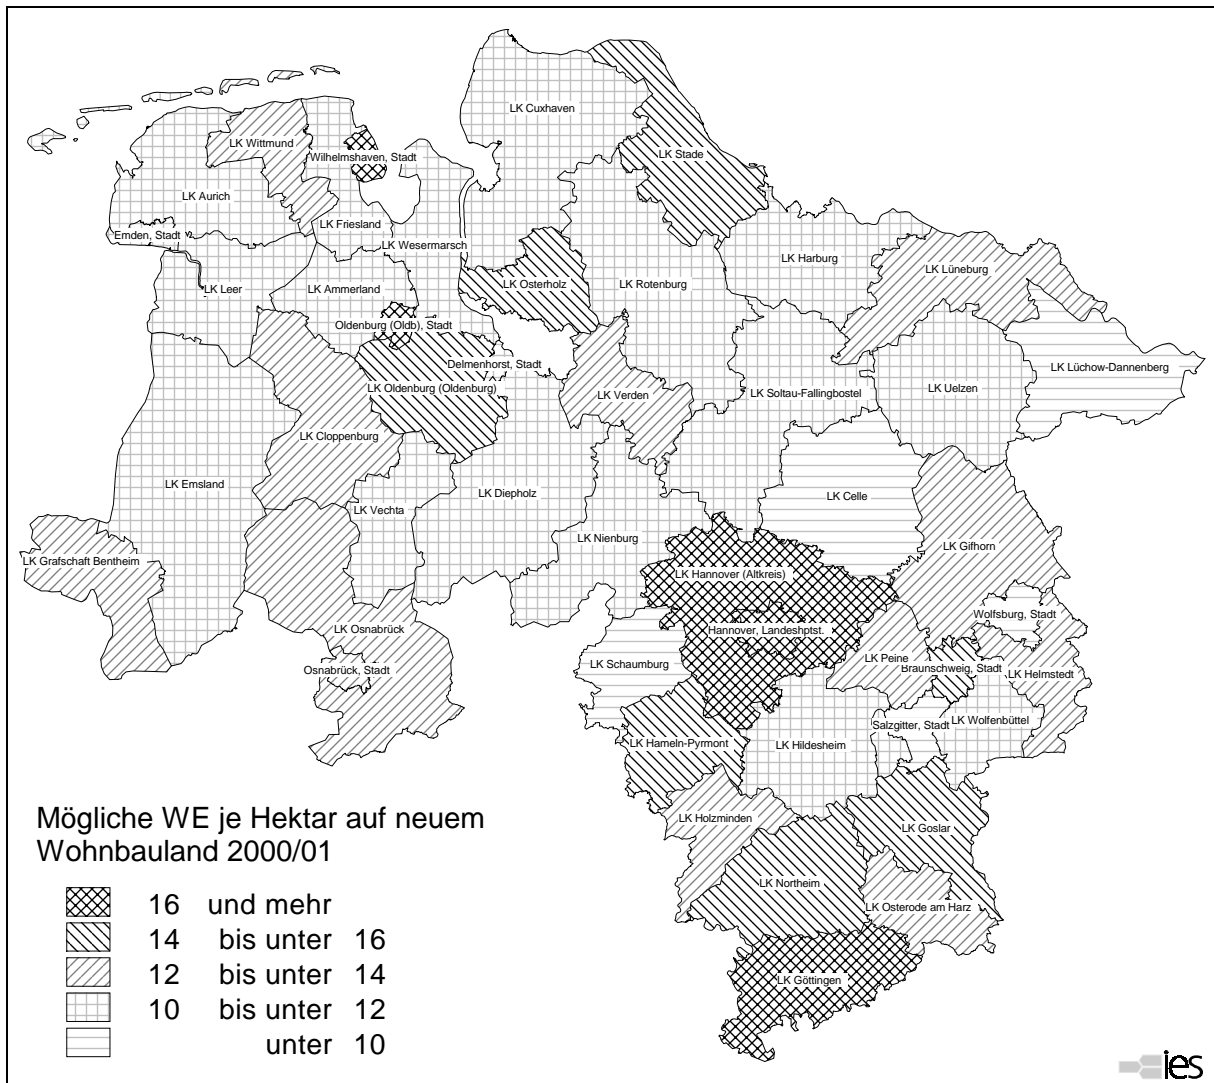 LK Cuxhaven
LK Wittmund
Wilhelmshaven, Stadt
LK Stade
LK Aurich
LK Friesland
Emden, Stadt
LK Wesermarsch
LK Harburg
LK Lüneburg
LK Leer
LK Ammerland
LK Osterholz
LK Rotenburg
Oldenburg (Oldb), Stadt
Delmenhorst, Stadt
LK Lüchow-Dannenberg
LK Oldenburg (Oldenburg)
LK Verden
LK Soltau-Fallingbostel
LK Uelzen
LK Cloppenburg
LK Emsland
LK Vechta
LK Diepholz
LK Celle
LK Nienburg
LK Gifhorn
LK Grafschaft Bentheim
LK Hannover (Altkreis)
Wolfsburg, Stadt
LK Osnabrück
Hannover, Landeshptst.
Osnabrück, Stadt
LK Schaumburg
LK Peine
Braunschweig, Stadt
LK Helmstedt
Salzgitter, Stadt
LK Wolfenbüttel
LK Hameln-Pyrmont
LK Hildesheim
LK Holzminden
LK Goslar
LK Northeim
LK Osterode am Harz
LK Göttingen
Mögliche WE je Hektar auf neuem
Wohnbauland 2000/01
16 und mehr
14 bis unter 16
12 bis unter 14
10 bis unter 12
unter 10
ies